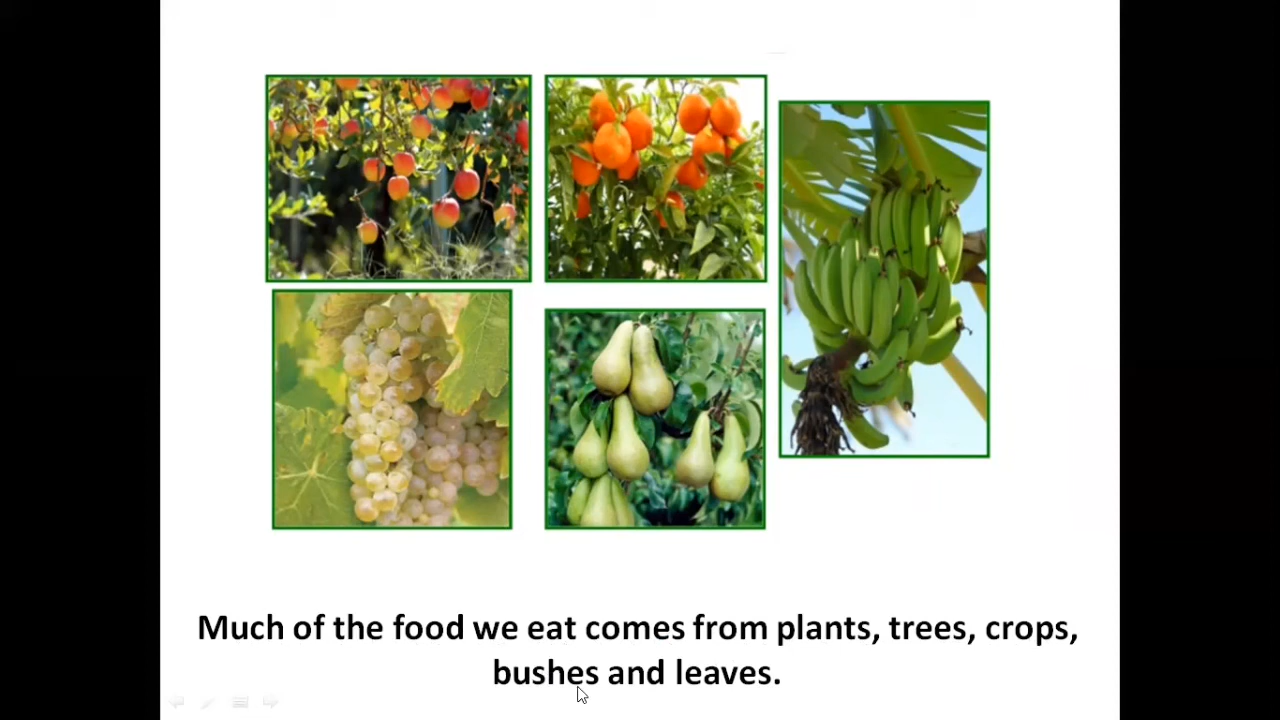 Much of the food we eat comes from plants, trees, crops,
bushes and leaves.